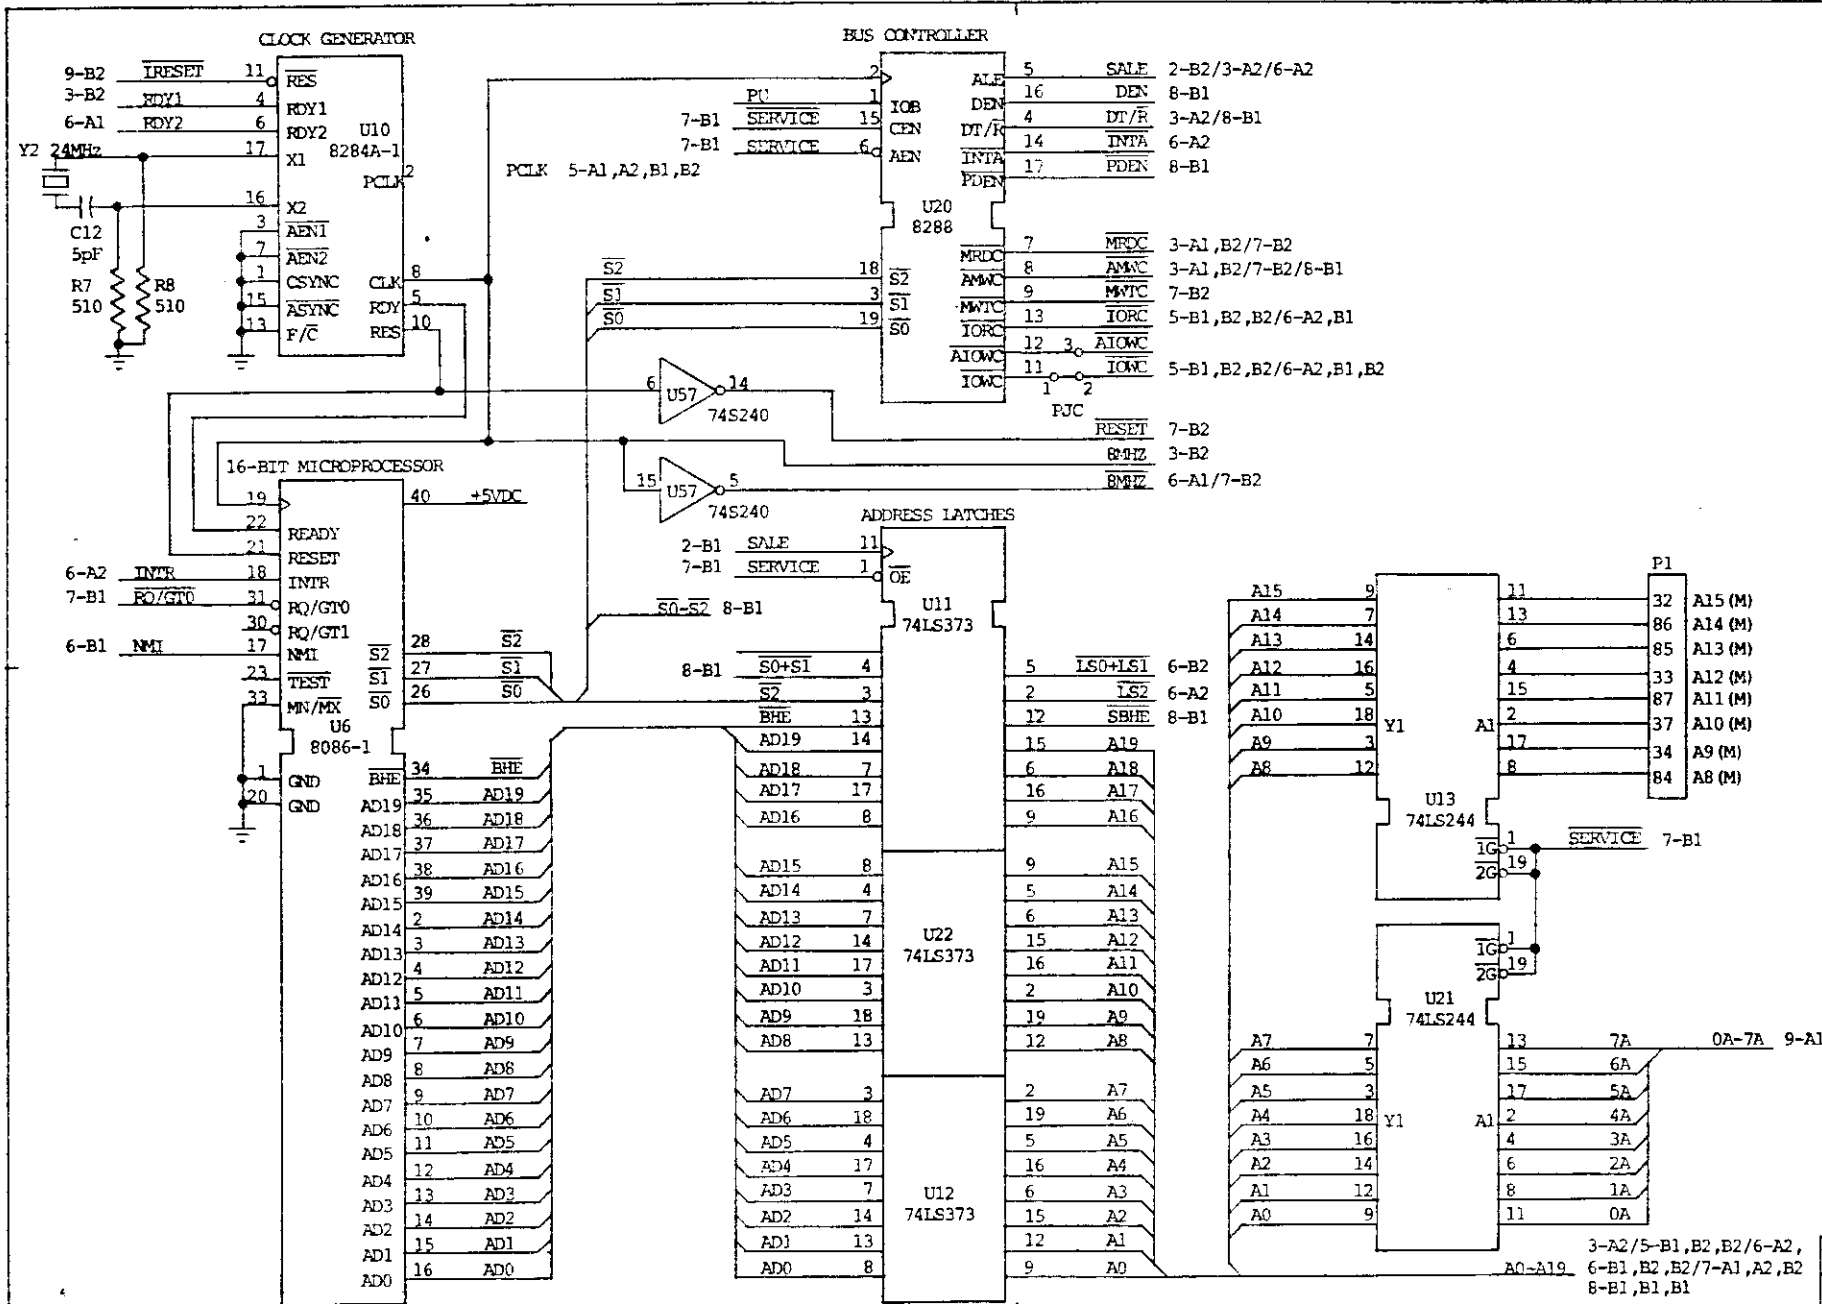 CLOCK GENERATOR
9-B2 IRESET 11 RES
3-B2 RDY1 4 RDY1
6-A1 RDY2 6 RDY2
U10
8284A-1
Y2 24MHz 17 X1
PCLK 2
PCLK 5-A1,A2,B1,B2
16 X2
C12
5pF
3 AEN1
7 AEN2
1 CSYNC
15 ASYNC
13 F/C
CLK 8
RDY 5
RES 10
R7
510
R8
510
BUS CONTROLLER
2
PU 1 IOB
7-B1 SERVICE 15 CEN
7-B1 SERVICE 6 AEN
U20
8288
S2 18 S2
S1 3 S1
S0 19 S0
ALE 5 SALE 2-B2/3-A2/6-A2
DEN 16 DEN 8-B1
DT/R 4 DT/R 3-A2/8-B1
INTA 14 INTA 6-A2
PDEN 17 PDEN 8-B1
MRDC 7 MRDC 3-A1,B2/7-B2
AMWC 8 AMWC 3-A1,B2/7-B2/8-B1
MWTC 9 MWTC 7-B2
IORC 13 IORC 5-B1,B2,B2/6-A2,B1
AIOWC 12 3 AIOWC
IOWC 11 1 2 IOWC 5-B1,B2,B2/6-A2,B1,B2
PJC
6 U57 14
74S240
RESET 7-B2
8MHZ 3-B2
15 U57 5
74S240
8MHZ 6-A1/7-B2
16-BIT MICROPROCESSOR
19
22 READY
21 RESET
6-A2 INTR 18 INTR
7-B1 RQ/GT0 31 RQ/GT0
30 RQ/GT1
6-B1 NMI 17 NMI
23 TEST
33 MN/MX
U6
8086-1
1 GND
20 GND
40 +5VDC
S2 28 S2
S1 27 S1
S0 26 S0
S0-S2 8-B1
BHE 34 BHE
AD19 35 AD19
AD18 36 AD18
AD17 37 AD17
AD16 38 AD16
AD15 39 AD15
AD14 2 AD14
AD13 3 AD13
AD12 4 AD12
AD11 5 AD11
AD10 6 AD10
AD9 7 AD9
AD8 8 AD8
AD7 9 AD7
AD6 10 AD6
AD5 11 AD5
AD4 12 AD4
AD3 13 AD3
AD2 14 AD2
AD1 15 AD1
AD0 16 AD0
ADDRESS LATCHES
2-B1 SALE 11
7-B1 SERVICE 1 OE
U11
74LS373
8-B1 S0+S1 4
S2 3
BHE 13
AD19 14
AD18 7
AD17 17
AD16 8
5 LS0+LS1 6-B2
2 LS2 6-A2
12 SBHE 8-B1
15 A19
6 A18
16 A17
9 A16
AD15 8
AD14 4
AD13 7
AD12 14
AD11 17
AD10 3
AD9 18
AD8 13
U22
74LS373
9 A15
5 A14
6 A13
15 A12
16 A11
2 A10
19 A9
12 A8
AD7 3
AD6 18
AD5 4
AD4 17
AD3 7
AD2 14
AD1 13
AD0 8
U12
74LS373
2 A7
19 A6
5 A5
16 A4
6 A3
15 A2
12 A1
9 A0
A15 9
A14 7
A13 14
A12 16
A11 5
A10 18
A9 3
A8 12
Y1 A1
U13
74LS244
P1
11 32 A15(M)
13 86 A14(M)
6 85 A13(M)
4 33 A12(M)
15 87 A11(M)
2 37 A10(M)
17 34 A9(M)
8 84 A8(M)
1G 1 SERVICE 7-B1
2G 19
1G 1
2G 19
U21
74LS244
A7 7
A6 5
A5 3
A4 18
A3 16
A2 14
A1 12
A0 9
Y1 A1
13 7A
15 6A
17 5A
2 4A
4 3A
6 2A
8 1A
11 0A
0A-7A 9-A1
A0-A19
3-A2/5-B1,B2,B2/6-A2,
6-B1,B2,B2/7-A1,A2,B2
8-B1,B1,B1